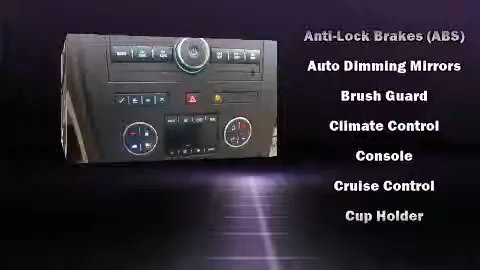 Anti-Lock Brakes (ABS)
Auto Dimming Mirrors
Brush Guard
Climate Control
Console
Cruise Control
Cup Holder